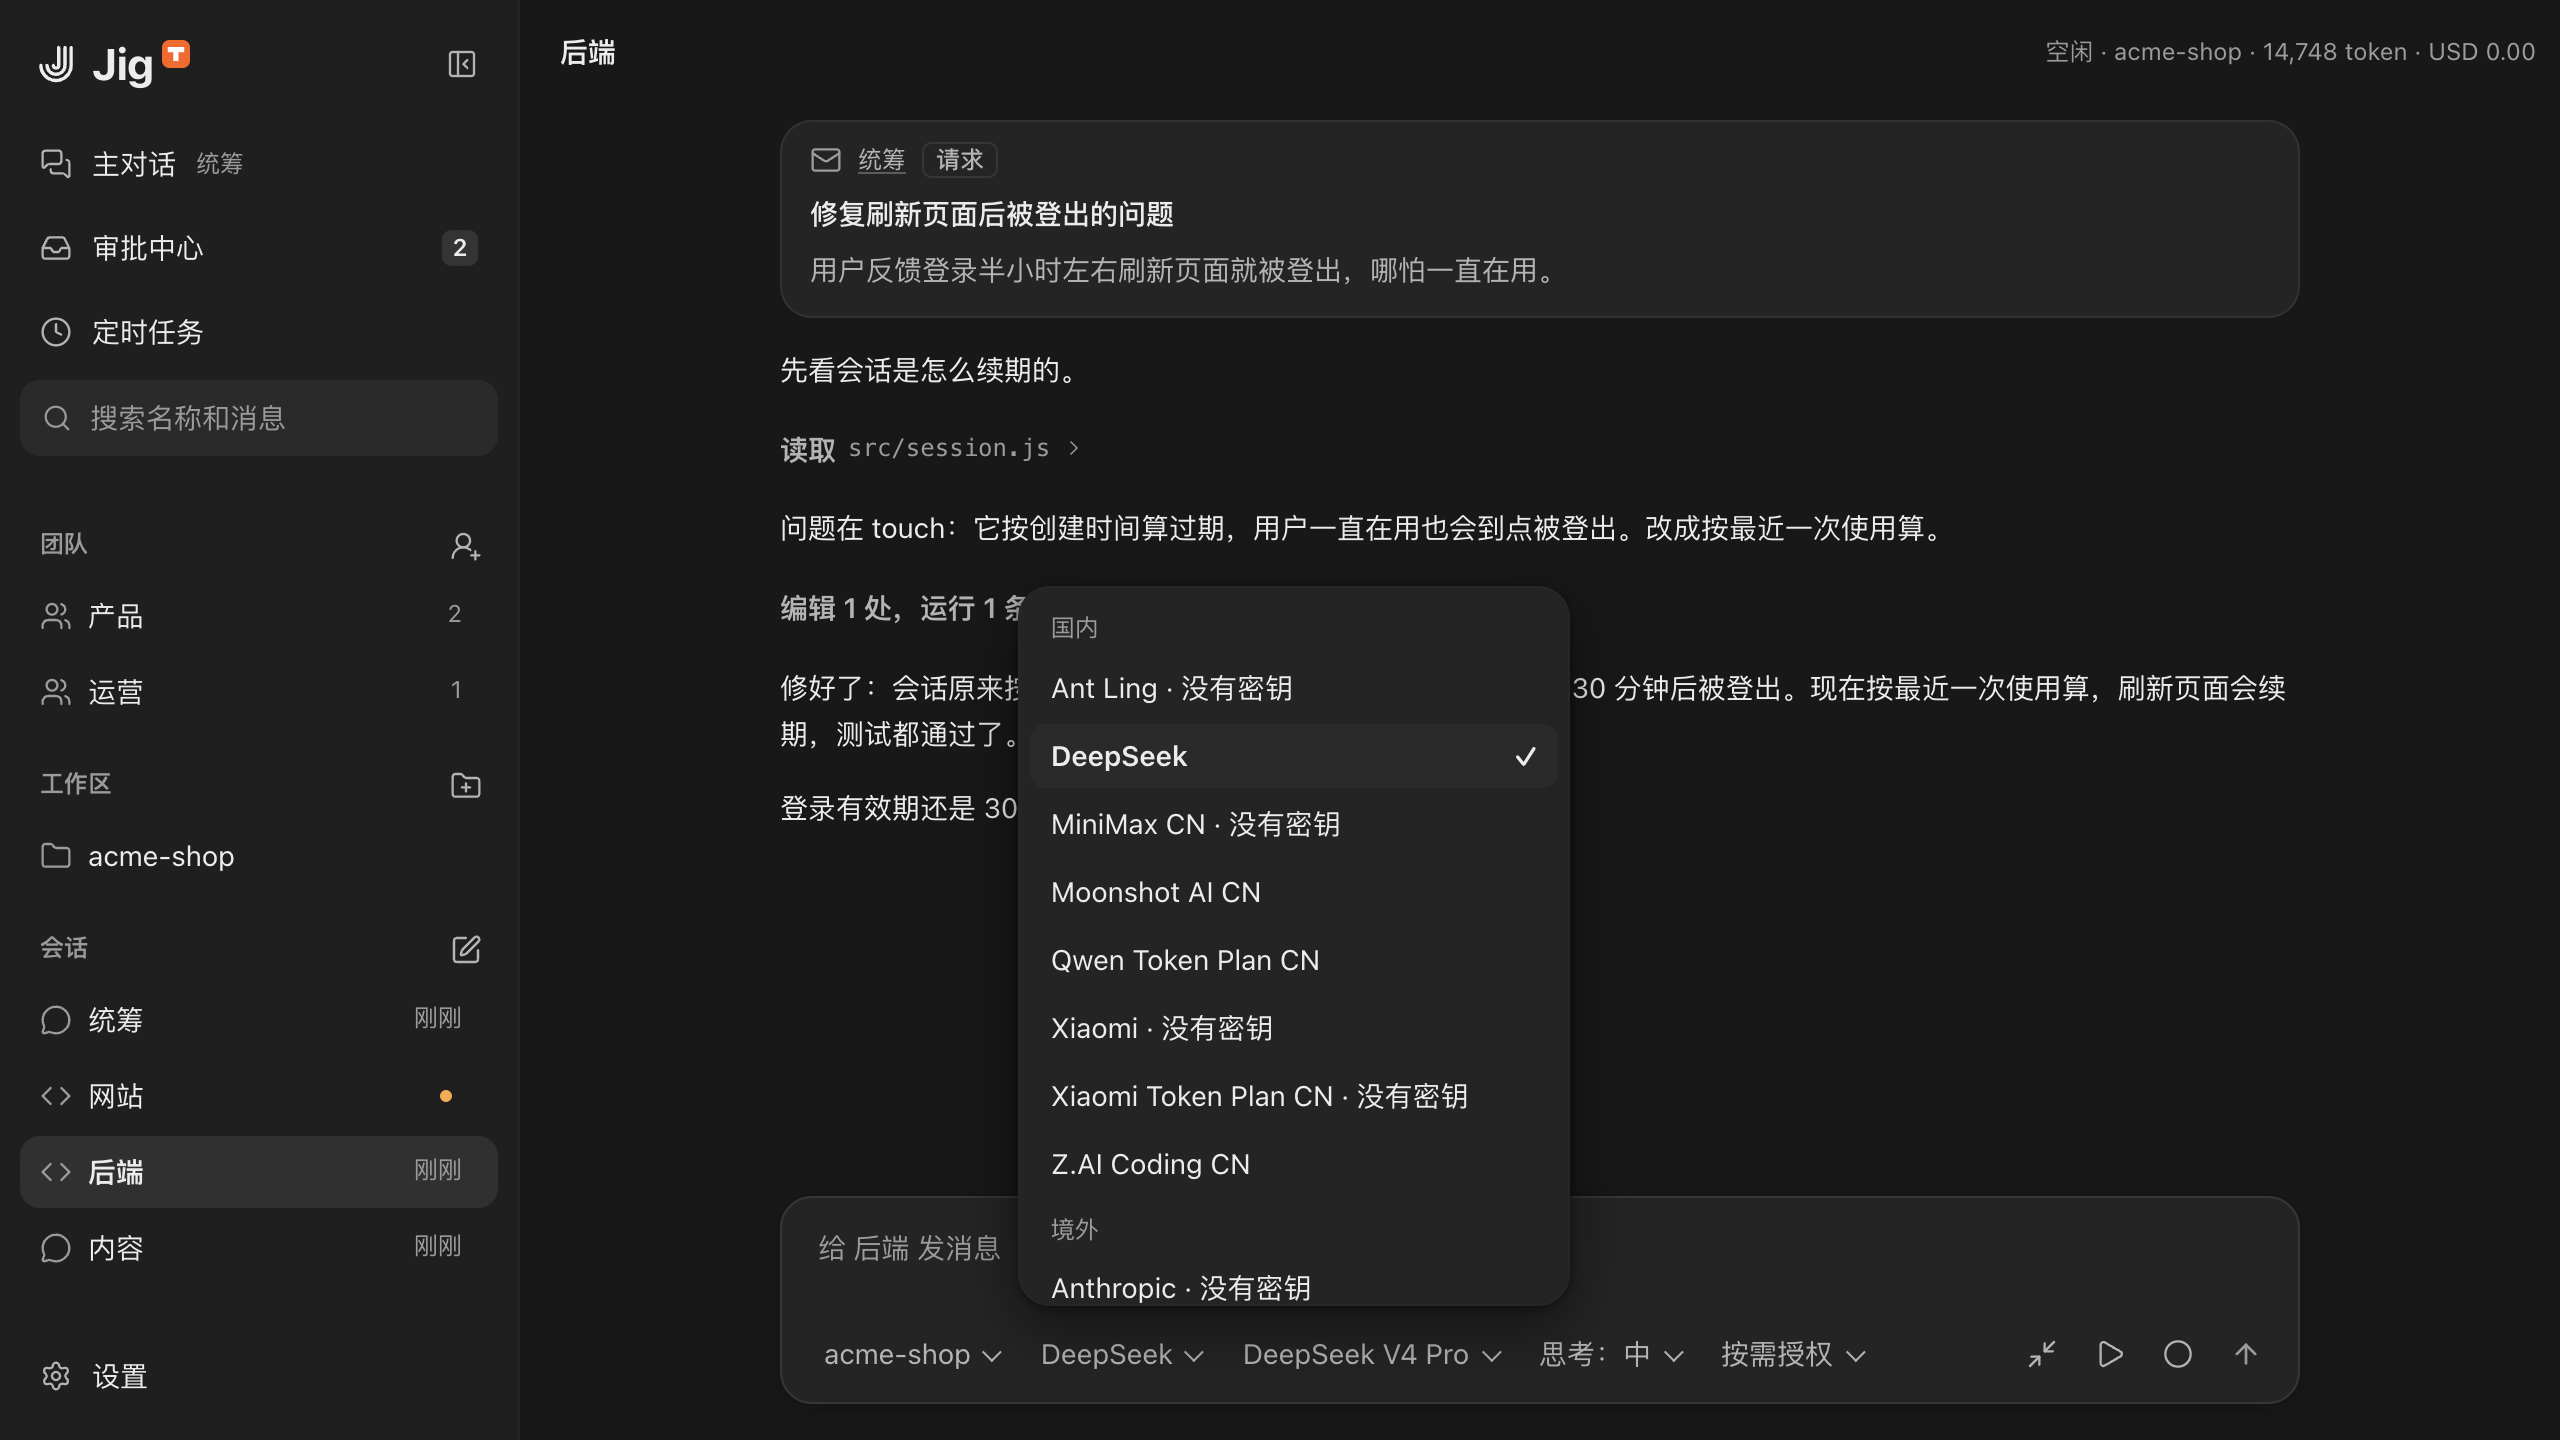 Jig T
主对话 统筹
审批中心 2
定时任务
搜索名称和消息
团队
产品 2
运营 1
工作区
acme-shop
会话
统筹 刚刚
网站
后端 刚刚
内容 刚刚
设置
后端
空闲 · acme-shop · 14,748 token · USD 0.00
统筹 请求
修复刷新页面后被登出的问题
用户反馈登录半小时左右刷新页面就被登出，哪怕一直在用。
先看会话是怎么续期的。
读取 src/session.js
问题在 touch：它按创建时间算过期，用户一直在用也会到点被登出。改成按最近一次使用算。
编辑 1 处，运行 1 条
修好了：会话原来按 30 分钟后被登出。现在按最近一次使用算，刷新页面会续
期，测试都通过了。
登录有效期还是 30
国内
Ant Ling · 没有密钥
DeepSeek
MiniMax CN · 没有密钥
Moonshot AI CN
Qwen Token Plan CN
Xiaomi · 没有密钥
Xiaomi Token Plan CN · 没有密钥
Z.AI Coding CN
境外
Anthropic · 没有密钥
给 后端 发消息
acme-shop DeepSeek DeepSeek V4 Pro 思考：中 按需授权